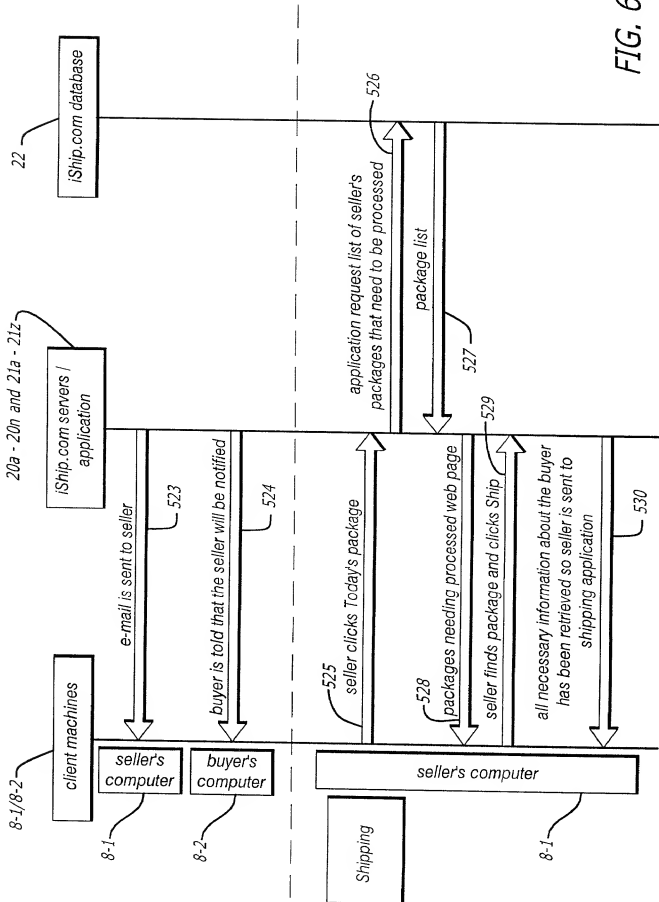 8-1/8-2
client machines
20a - 20n and 21a - 21z
iShip.com servers /
application
22
iShip.com database
seller's
computer
8-1
e-mail is sent to seller
523
buyer's
computer
8-2
buyer is told that the seller will be notified
524
Shipping
seller's computer
8-1
525
seller clicks Today's package
application request list of seller's
packages that need to be processed
526
package list
527
528
packages needing processed web page
seller finds package and clicks Ship
529
all necessary information about the buyer
has been retrieved so seller is sent to
shipping application
530
FIG. 6